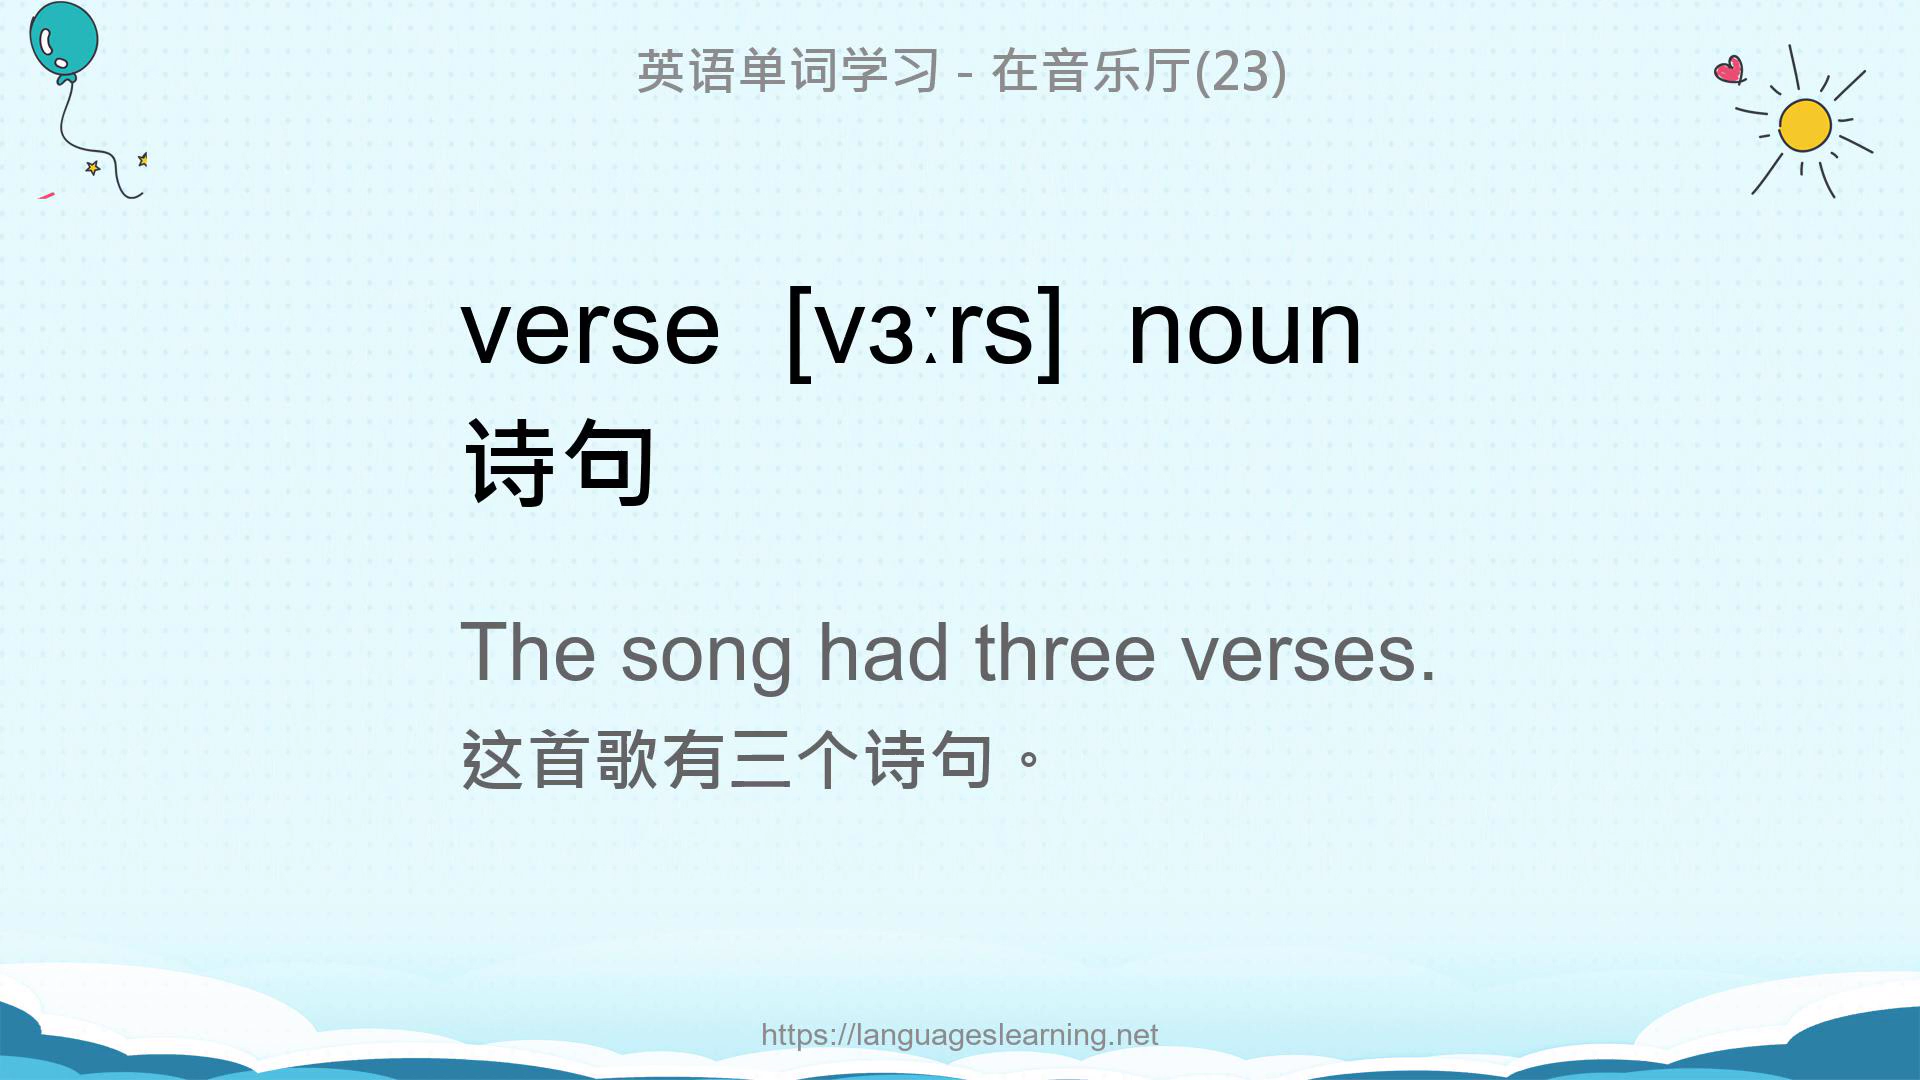 英语单词学习 - 在音乐厅(23)
verse [vɜːrs] noun
诗句
The song had three verses.
这首歌有三个诗句。
https://languageslearning.net